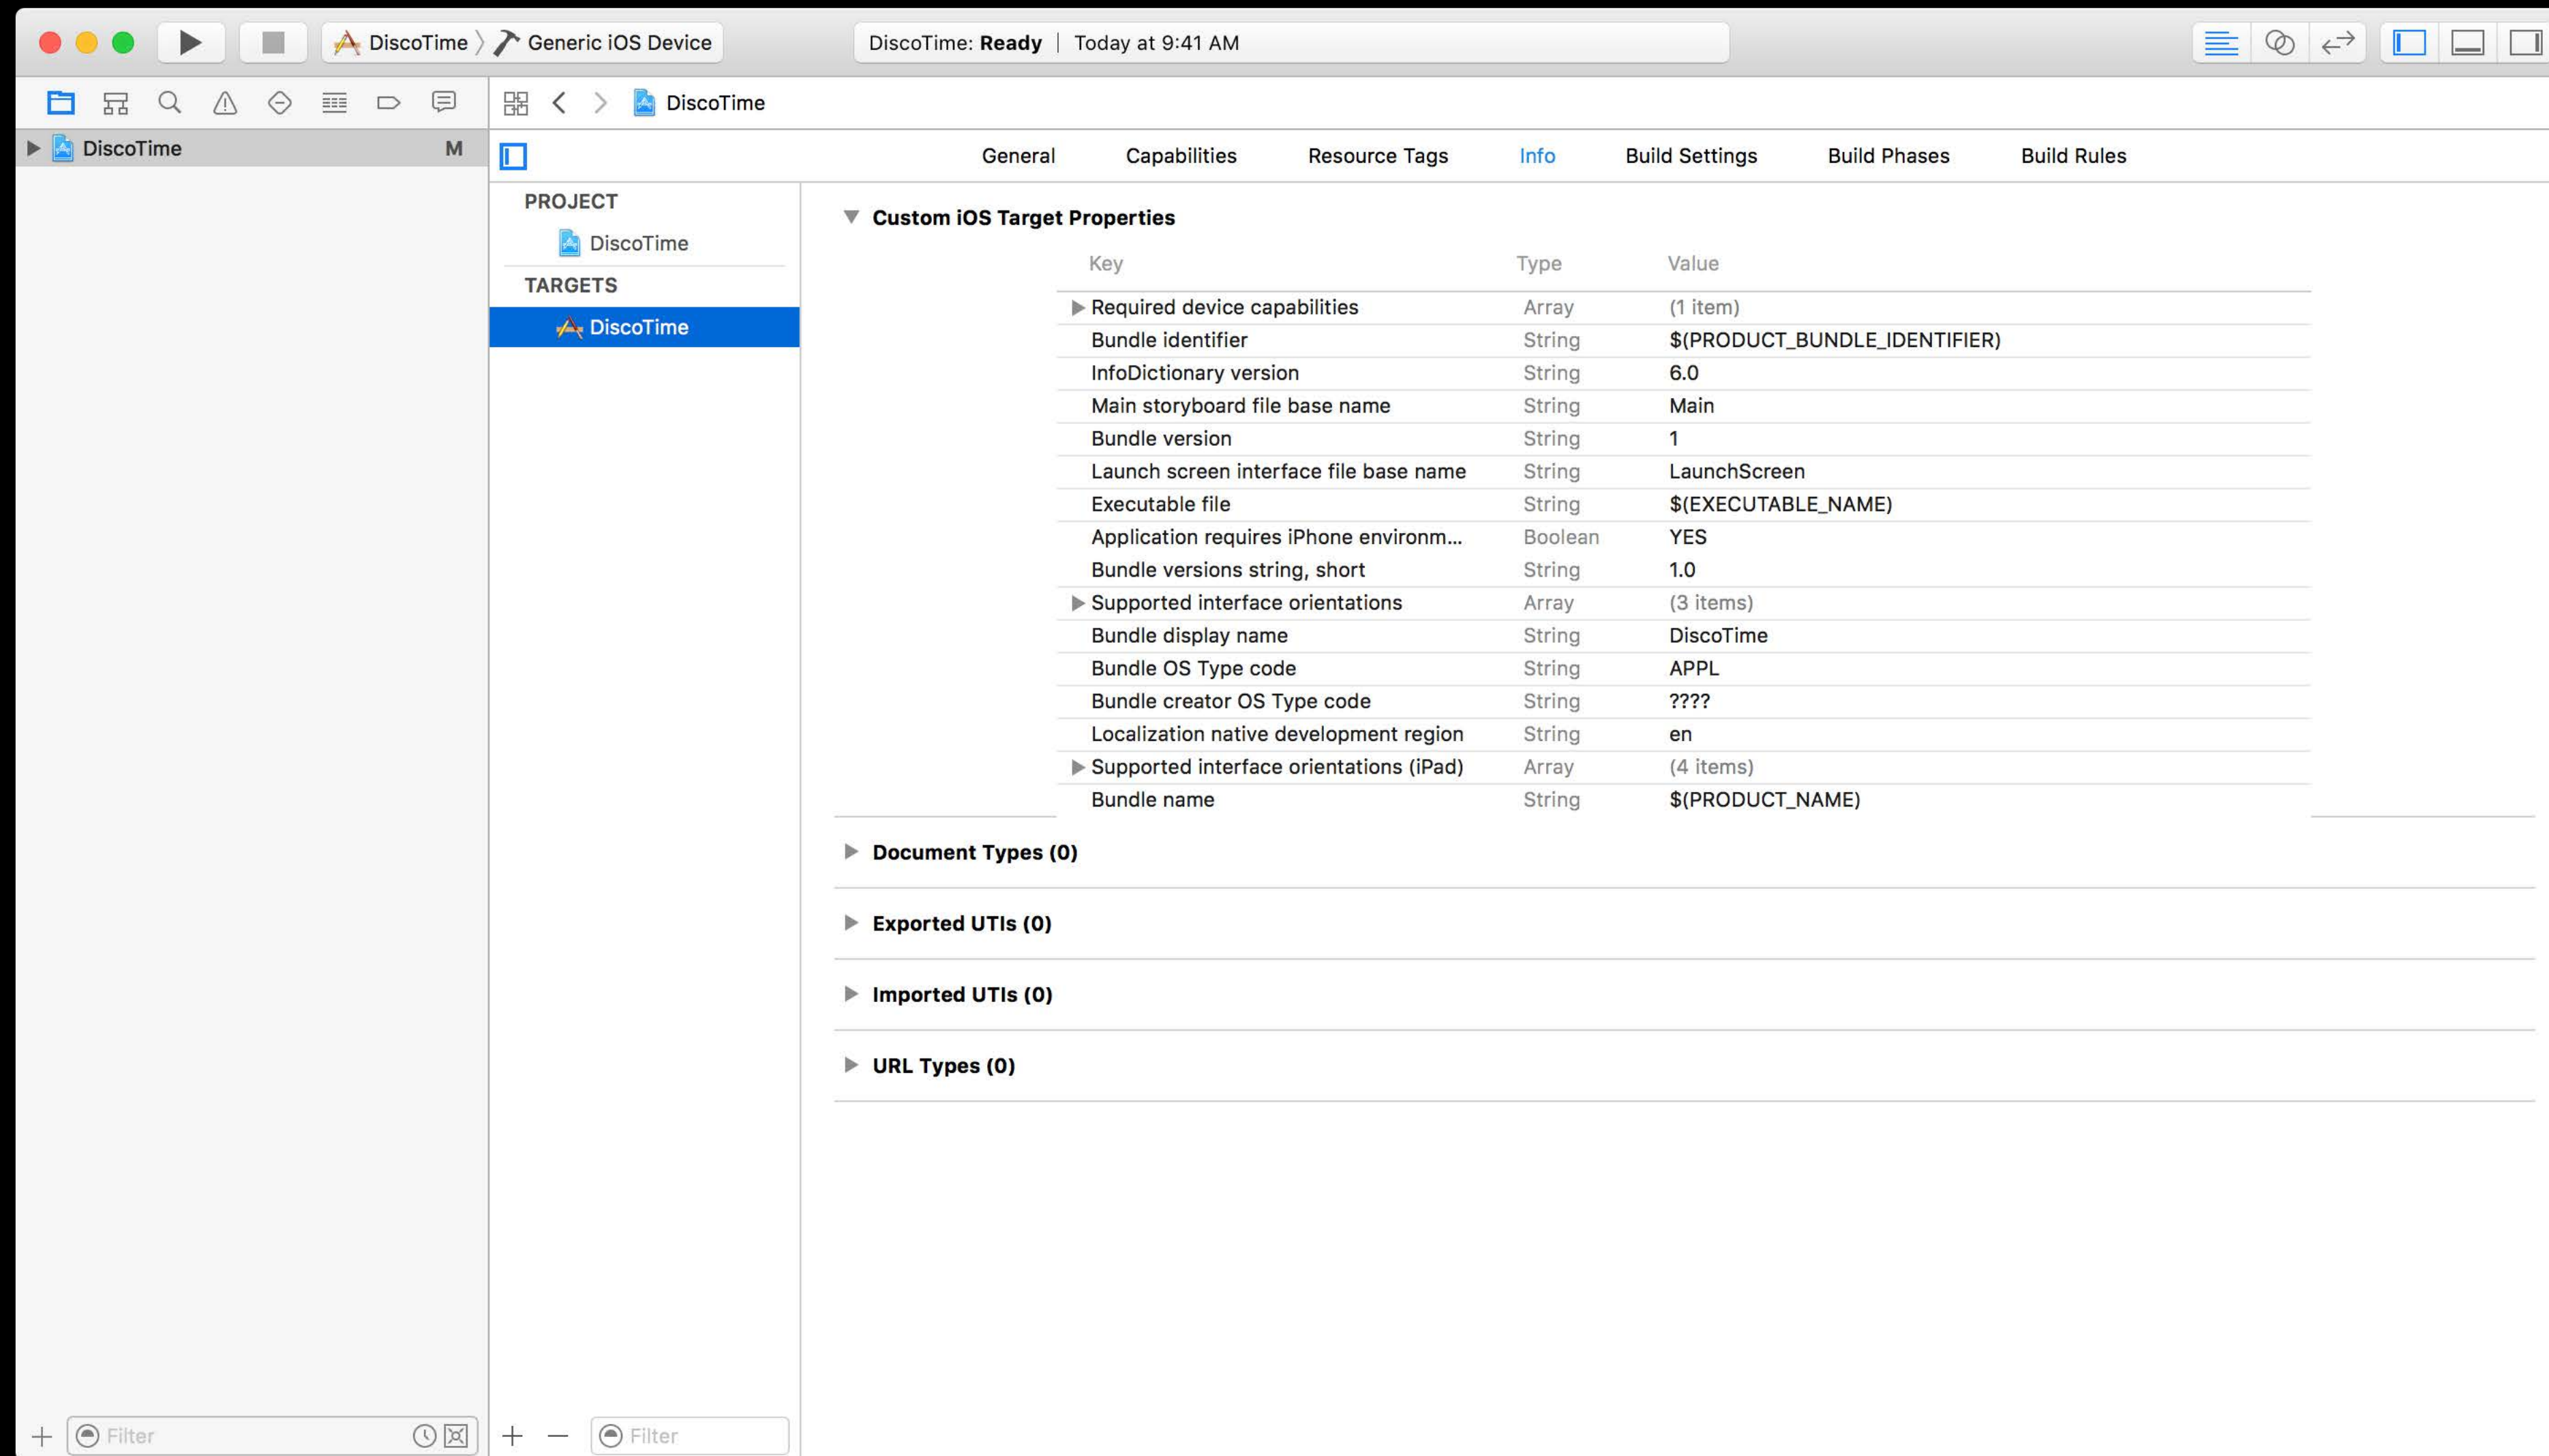 DiscoTime Generic iOS Device
DiscoTime: Ready | Today at 9:41 AM
DiscoTime
DiscoTime M
General Capabilities Resource Tags Info Build Settings Build Phases Build Rules
PROJECT
DiscoTime
TARGETS
DiscoTime
Custom iOS Target Properties
Key Type Value
Required device capabilities Array (1 item)
Bundle identifier String $(PRODUCT_BUNDLE_IDENTIFIER)
InfoDictionary version String 6.0
Main storyboard file base name String Main
Bundle version String 1
Launch screen interface file base name String LaunchScreen
Executable file String $(EXECUTABLE_NAME)
Application requires iPhone environm... Boolean YES
Bundle versions string, short String 1.0
Supported interface orientations Array (3 items)
Bundle display name String DiscoTime
Bundle OS Type code String APPL
Bundle creator OS Type code String ????
Localization native development region String en
Supported interface orientations (iPad) Array (4 items)
Bundle name String $(PRODUCT_NAME)
Document Types (0)
Exported UTIs (0)
Imported UTIs (0)
URL Types (0)
Filter
Filter